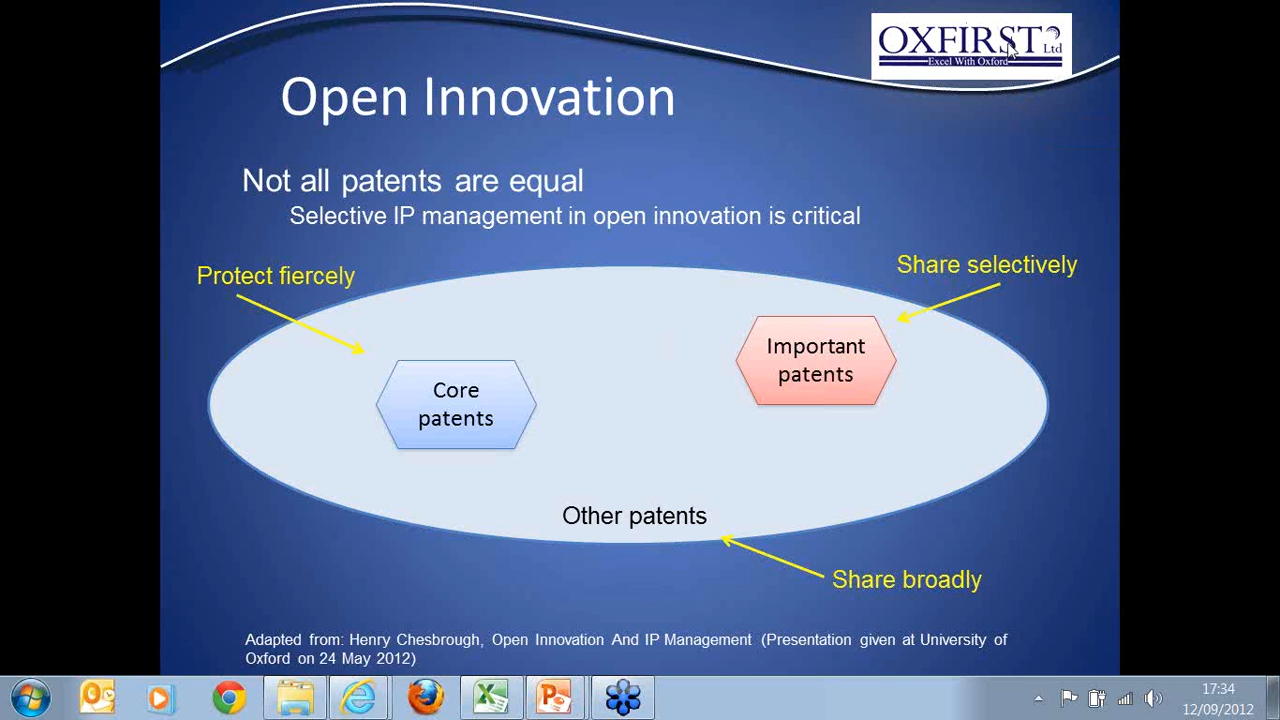 OXFIRST Ltd
Excel With Oxford
Open Innovation
Not all patents are equal
Selective IP management in open innovation is critical
Protect fiercely
Share selectively
Important
patents
Core
patents
Other patents
Share broadly
Adapted from: Henry Chesbrough, Open Innovation And IP Management (Presentation given at University of
Oxford on 24 May 2012)
17:34
12/09/2012